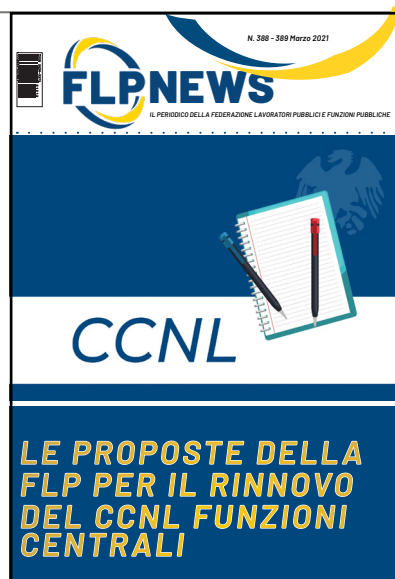 N. 388 - 389 Marzo 2021
FLPNEWS
IL PERIODICO DELLA FEDERAZIONE LAVORATORI PUBBLICI E FUNZIONI PUBBLICHE
CCNL
LE PROPOSTE DELLA
FLP PER IL RINNOVO
DEL CCNL FUNZIONI
CENTRALI